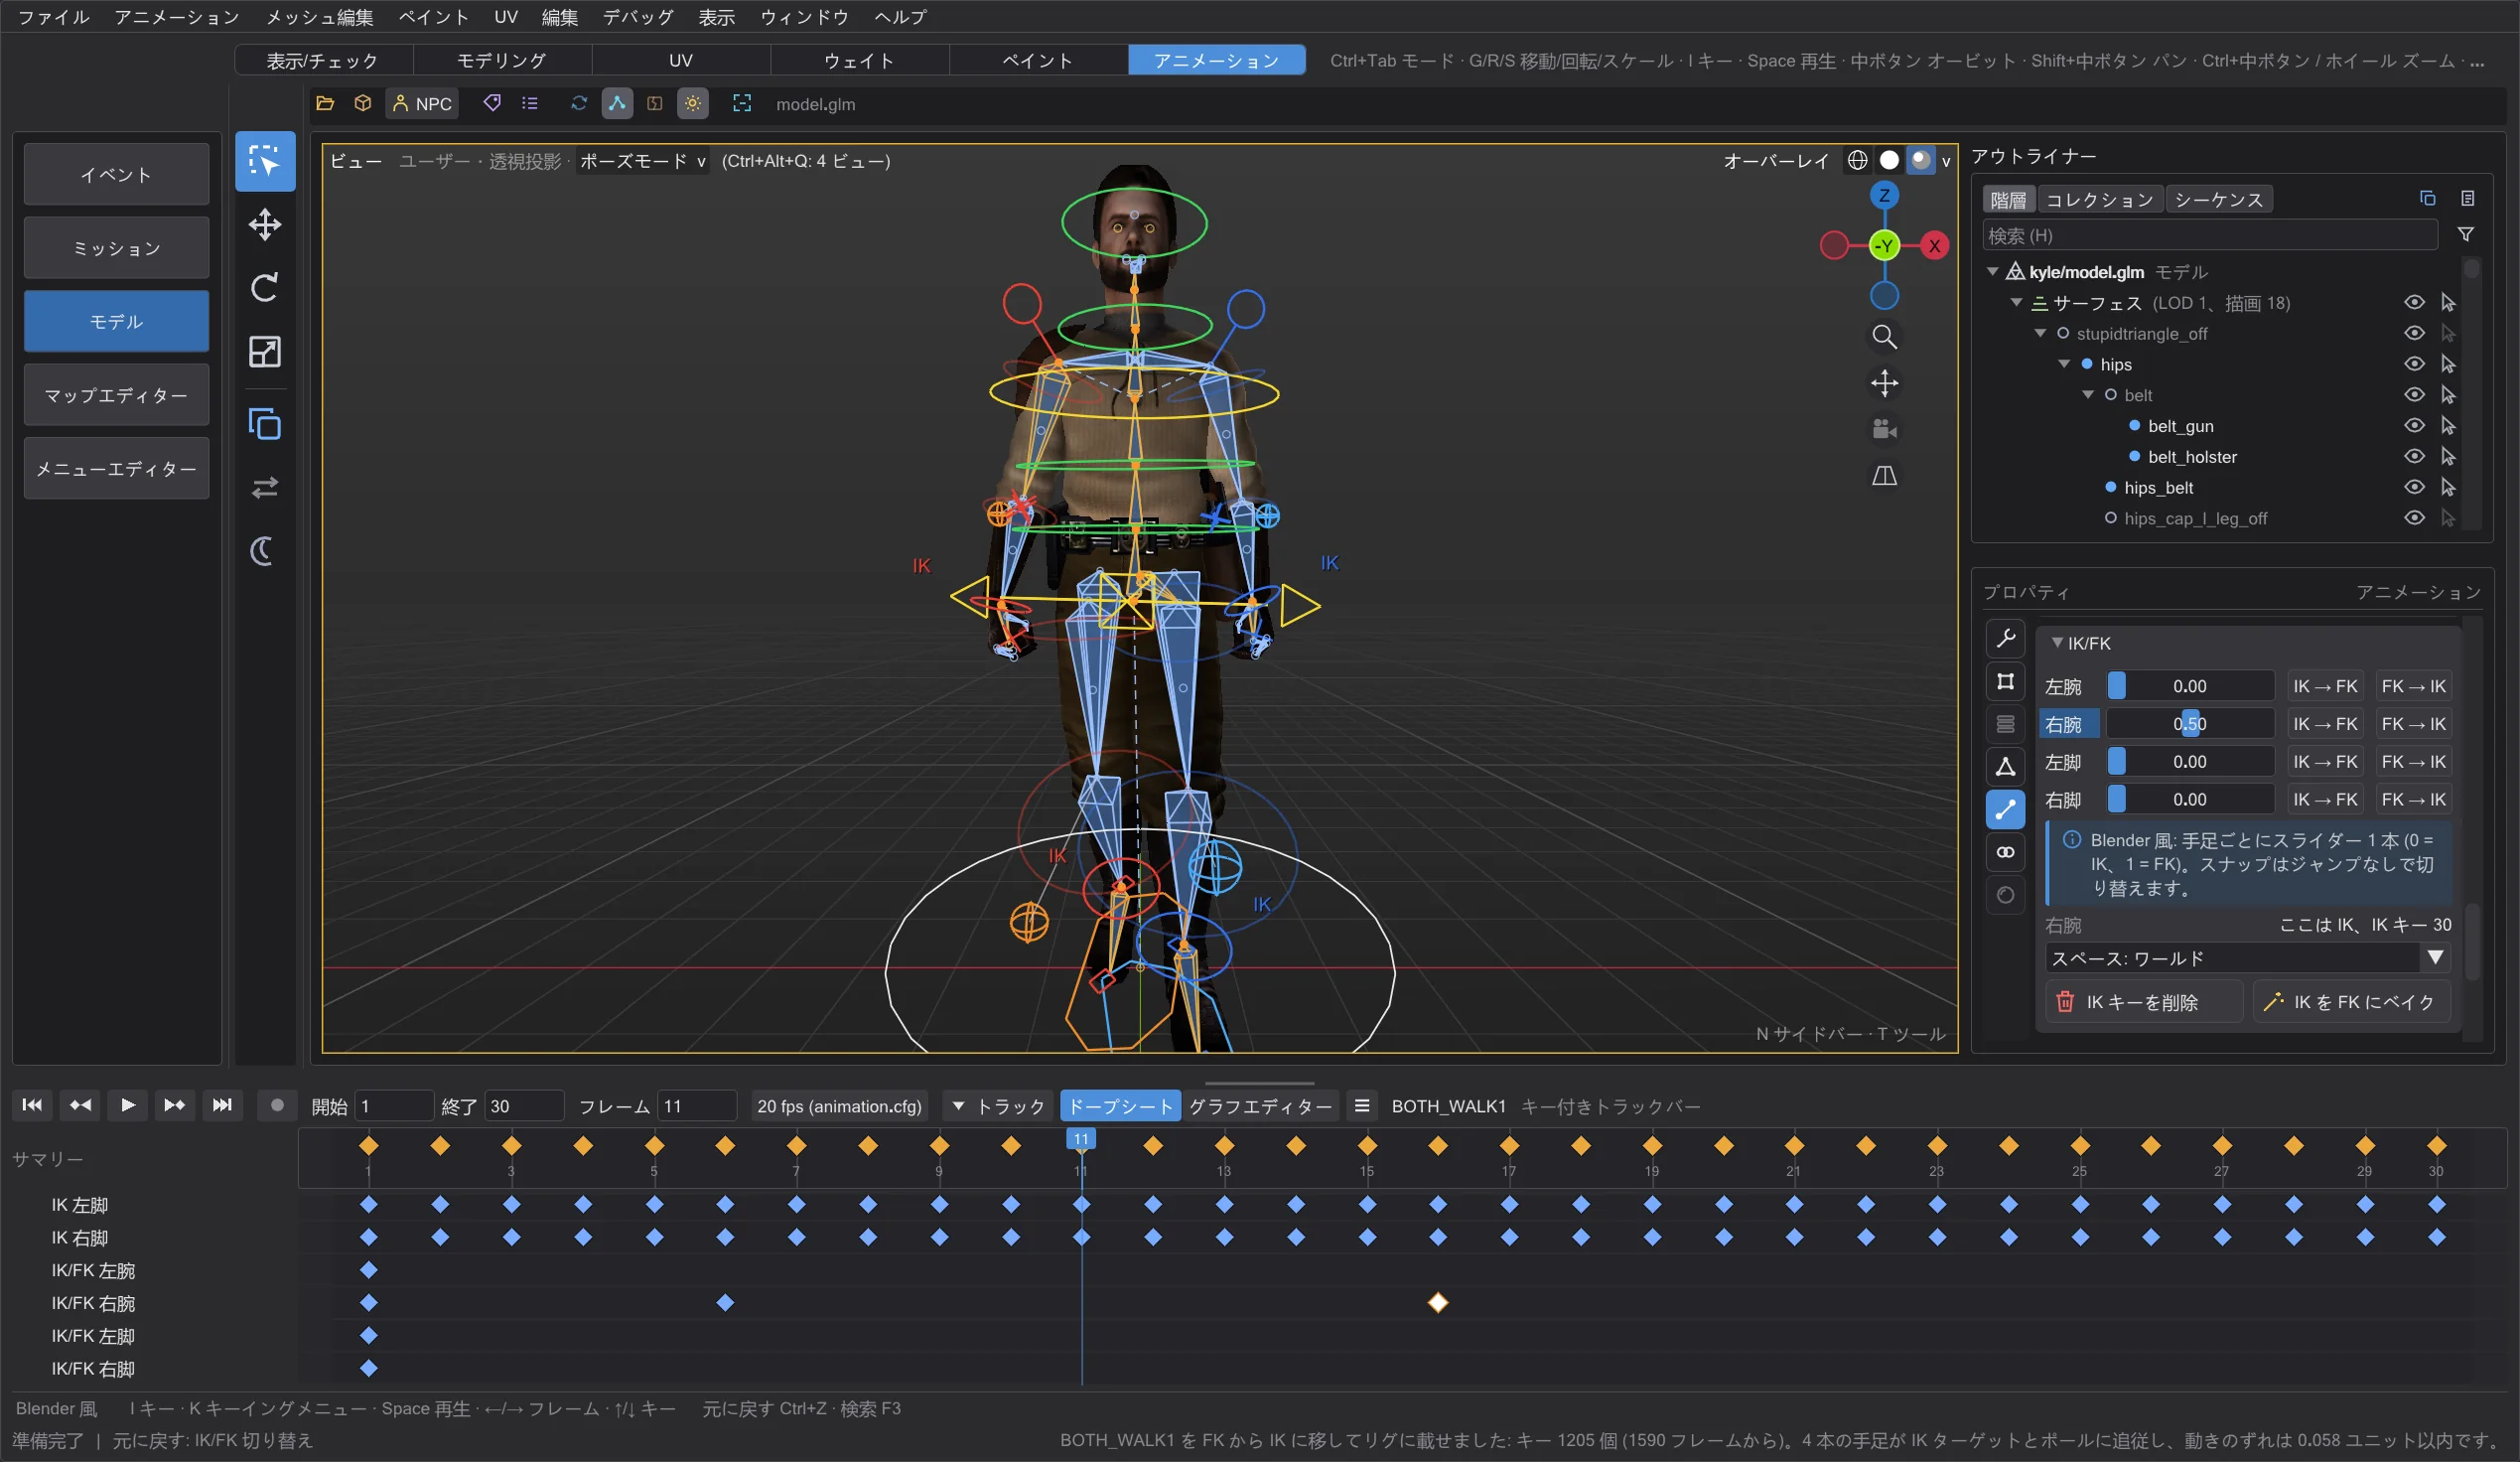 ファイル アニメーション メッシュ編集 ペイント UV 編集 デバッグ 表示 ウィンドウ ヘルプ
表示/チェック モデリング UV ウェイト ペイント アニメーション Ctrl+Tab モード · G/R/S 移動/回転/スケール · I キー · Space 再生 · 中ボタン オービット · Shift+中ボタン パン · Ctrl+中ボタン / ホイール ズーム · ...
NPC model.glm
イベント
ミッション
モデル
マップエディター
メニューエディター
ビュー ユーザー · 透視投影 · ポーズモード v (Ctrl+Alt+Q: 4 ビュー) オーバーレイ v
Z
-Y X
IK IK
IK
IK
N サイドバー · T ツール
アウトライナー
階層 コレクション シーケンス
検索 (H)
kyle/model.glm モデル
サーフェス (LOD 1、描画 18)
stupidtriangle_off
hips
belt
belt_gun
belt_holster
hips_belt
hips_cap_l_leg_off
プロパティ アニメーション
IK/FK
左腕 0.00 IK → FK FK → IK
右腕 0.50 IK → FK FK → IK
左脚 0.00 IK → FK FK → IK
右脚 0.00 IK → FK FK → IK
Blender 風: 手足ごとにスライダー 1 本 (0 =
IK、1 = FK)。スナップはジャンプなしで切
り替えます。
右腕 ここは IK、IK キー 30
スペース: ワールド
IK キーを削除 IK を FK にベイク
開始 1 終了 30 フレーム 11 20 fps (animation.cfg) トラック ドープシート グラフエディター BOTH_WALK1 キー付きトラックバー
11
サマリー 1 3 5 7 9 11 13 15 17 19 21 23 25 27 29 30
IK 左脚
IK 右脚
IK/FK 左腕
IK/FK 右腕
IK/FK 左脚
IK/FK 右脚
Blender 風 I キー · K キーイングメニュー · Space 再生 · ←/→ フレーム · ↑/↓ キー 元に戻す Ctrl+Z · 検索 F3
準備完了 | 元に戻す: IK/FK 切り替え BOTH_WALK1 を FK から IK に移してリグに載せました: キー 1205 個 (1590 フレームから)。4 本の手足が IK ターゲットとポールに追従し、動きのずれは 0.058 ユニット以内です。